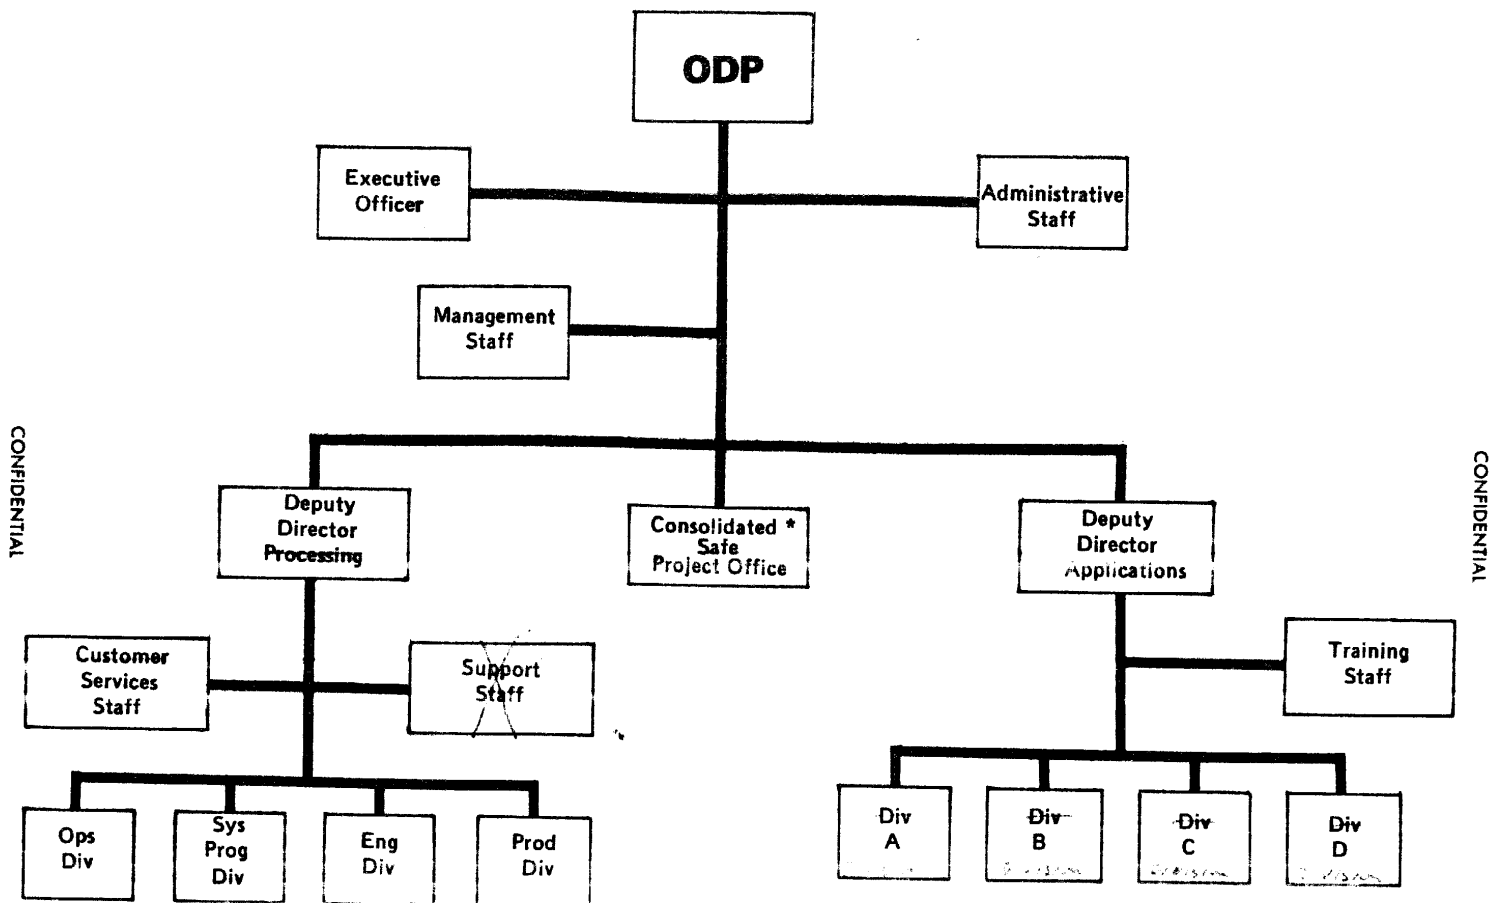 ODP
Executive
Officer
Administrative
Staff
Management
Staff
CONFIDENTIAL
CONFIDENTIAL
Deputy
Director
Processing
Consolidated *
Safe
Project Office
Deputy
Director
Applications
Customer
Services
Staff
Support
Staff
Training
Staff
Ops
Div
Sys
Prog
Div
Eng
Div
Prod
Div
Div
A
Div
B
Div
C
Div
D